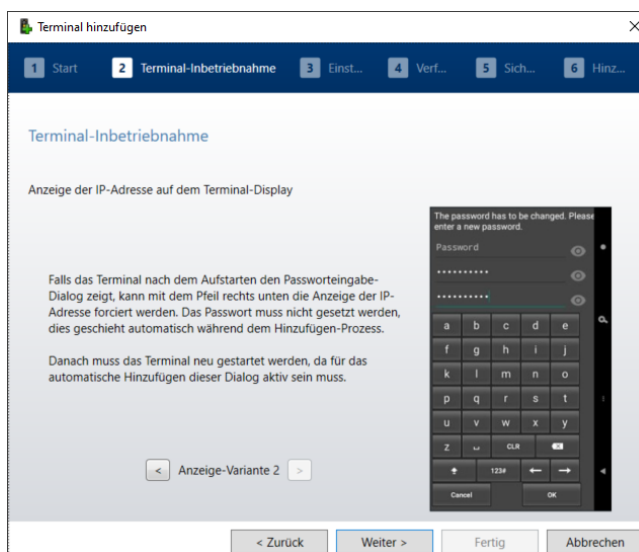 Terminal hinzufügen
1 Start 2 Terminal-Inbetriebnahme 3 Einst... 4 Verf... 5 Sich... 6 Hinz...
Terminal-Inbetriebnahme
Anzeige der IP-Adresse auf dem Terminal-Display
Falls das Terminal nach dem Aufstarten den Passworteingabe-
Dialog zeigt, kann mit dem Pfeil rechts unten die Anzeige der IP-
Adresse forciert werden. Das Passwort muss nicht gesetzt werden,
dies geschieht automatisch während dem Hinzufügen-Prozess.
Danach muss das Terminal neu gestartet werden, da für das
automatische Hinzufügen dieser Dialog aktiv sein muss.
< Anzeige-Variante 2 >
The password has to be changed. Please
enter a new password.
Password
a b c d e
f g h i j
k l m n o
p q r s t
u v w x y
z CLR
123#
Cancel OK
< Zurück Weiter > Fertig Abbrechen